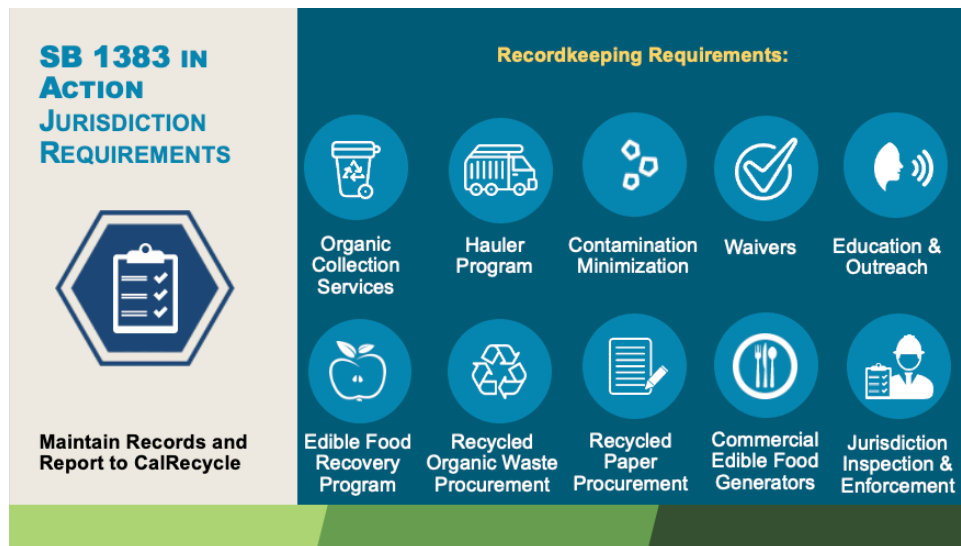 SB 1383 IN
ACTION
JURISDICTION
REQUIREMENTS
Maintain Records and
Report to CalRecycle
Recordkeeping Requirements:
Organic
Collection
Services
Hauler
Program
Contamination
Minimization
Waivers
Education &
Outreach
Edible Food
Recovery
Program
Recycled
Organic Waste
Procurement
Recycled
Paper
Procurement
Commercial
Edible Food
Generators
Jurisdiction
Inspection &
Enforcement